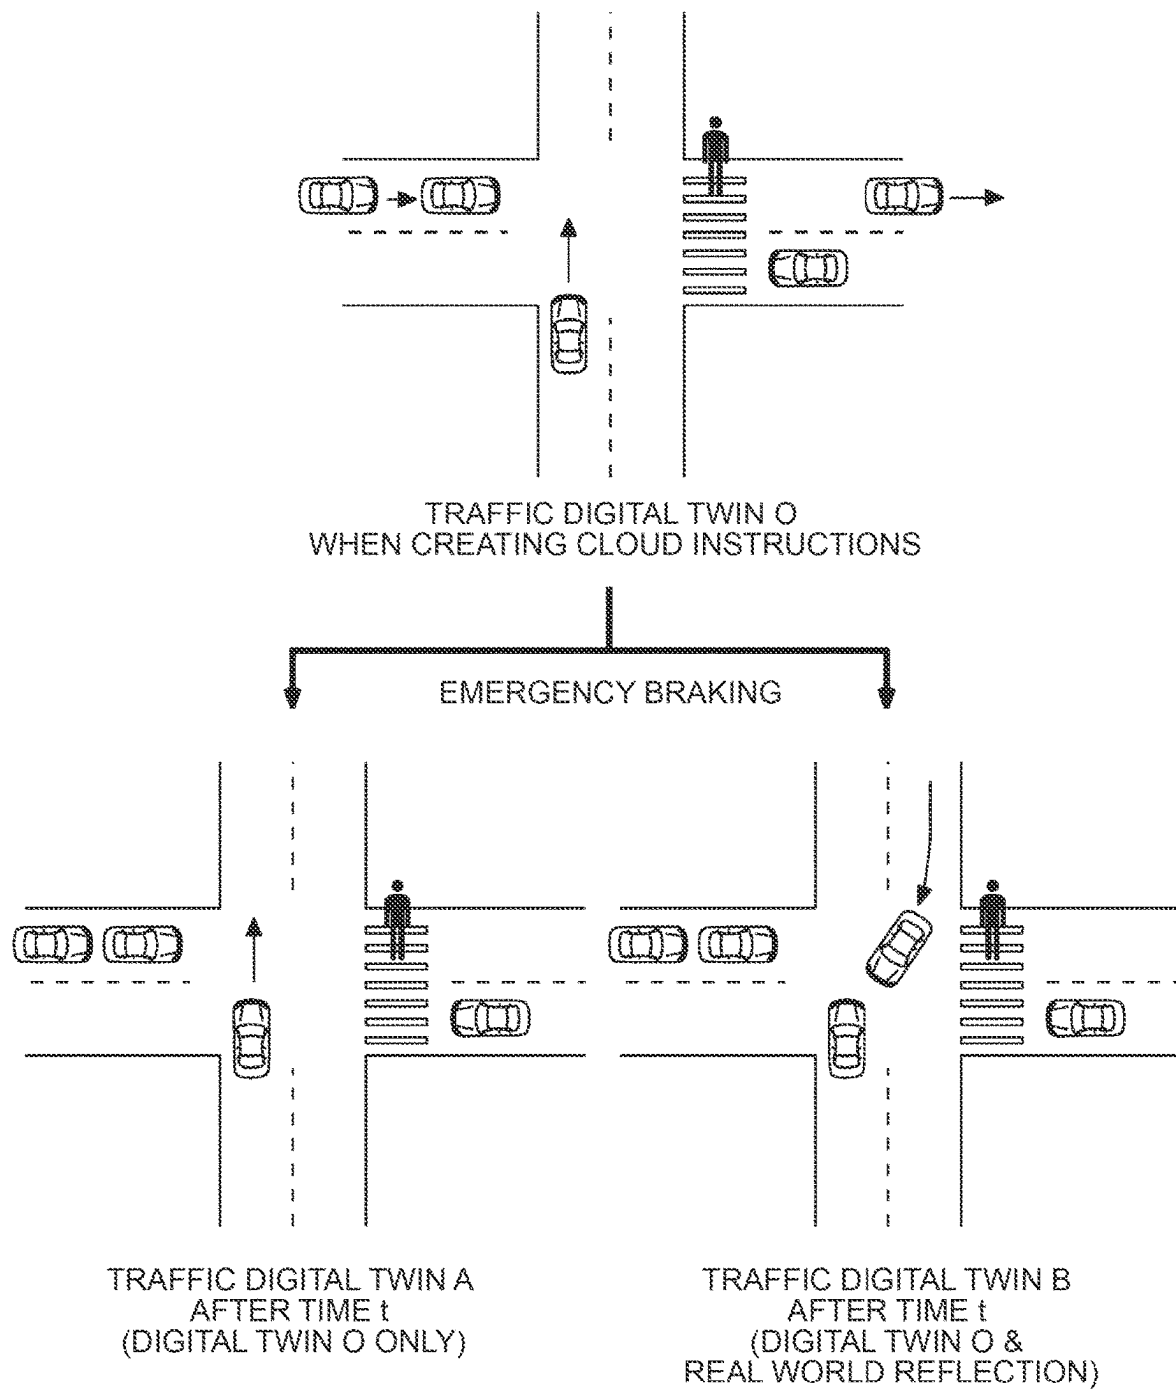 TRAFFIC DIGITAL TWIN O
WHEN CREATING CLOUD INSTRUCTIONS
EMERGENCY BRAKING
TRAFFIC DIGITAL TWIN A
AFTER TIME t
(DIGITAL TWIN O ONLY)
TRAFFIC DIGITAL TWIN B
AFTER TIME t
(DIGITAL TWIN O &
REAL WORLD REFLECTION)